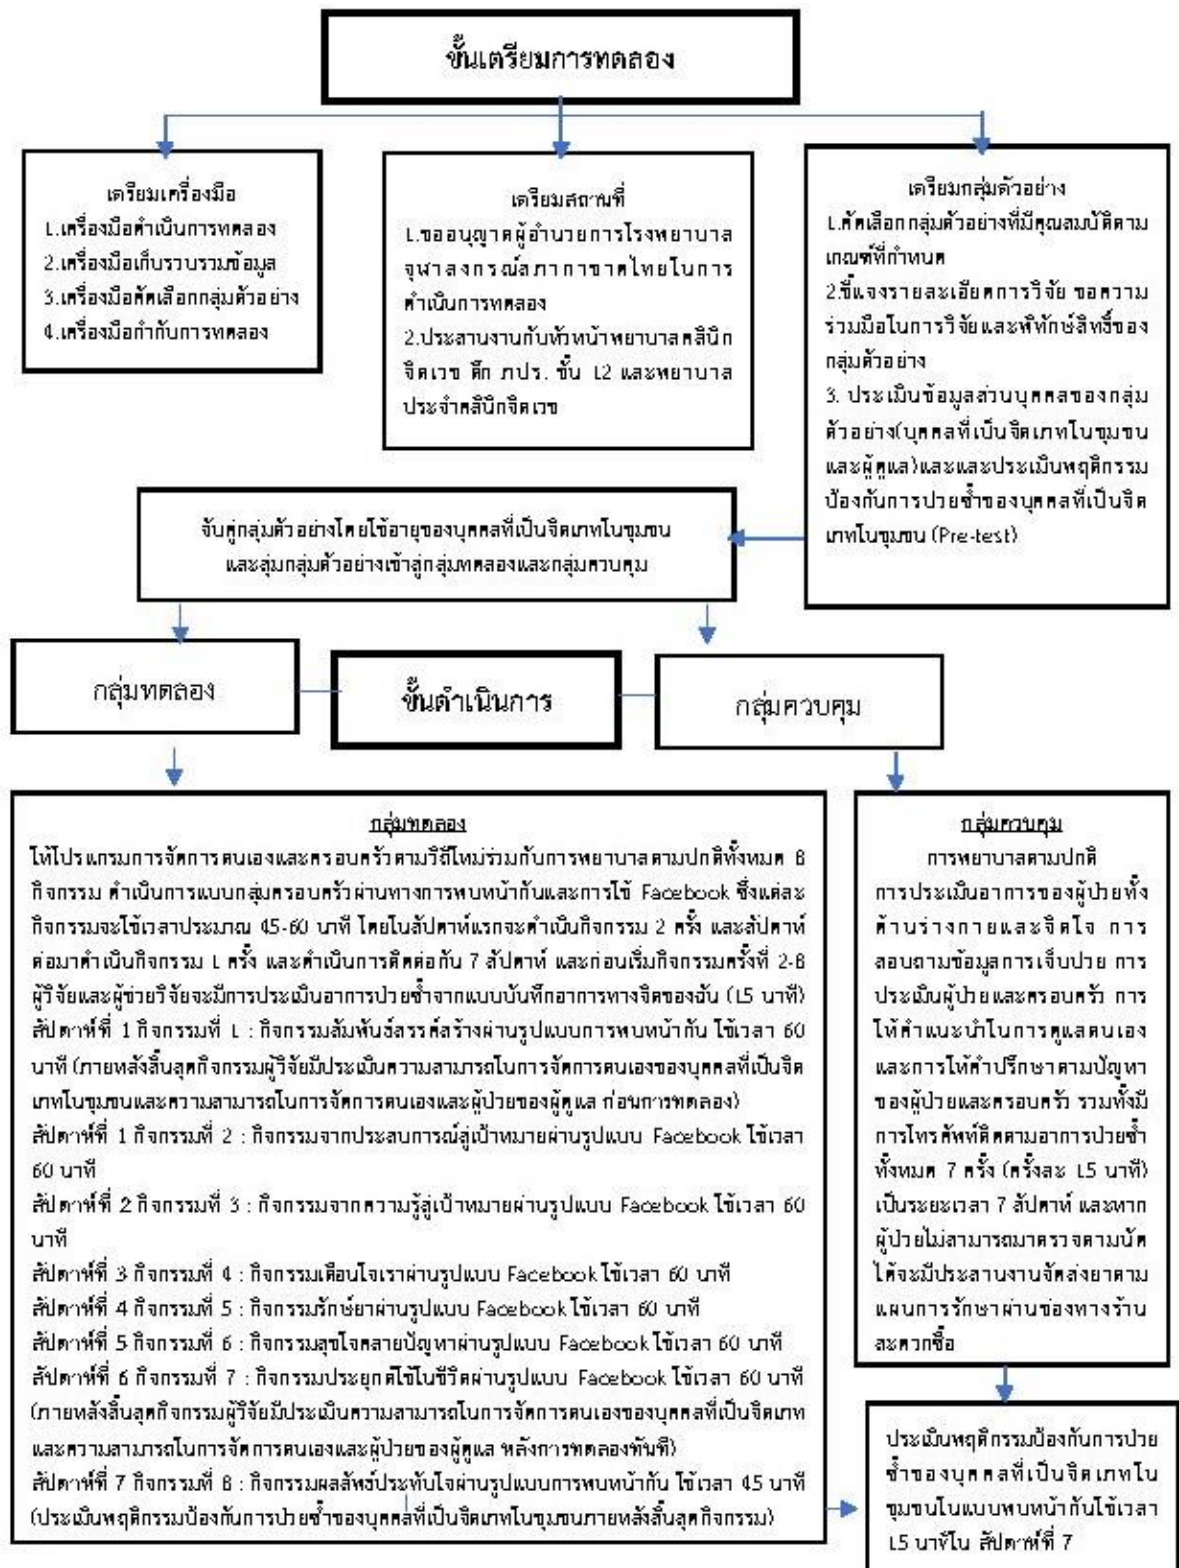 ขั้นเตรียมการทดลอง
เตรียมเครื่องมือ
1.เครื่องมือดำเนินการทดลอง
2.เครื่องมือเก็บรวบรวมข้อมูล
3.เครื่องมือคัดเลือกกลุ่มตัวอย่าง
4.เครื่องมือกำกับการทดลอง
เตรียมสถานที่
1.ขออนุญาตผู้อำนวยการโรงพยาบาล
จุฬาลงกรณ์สภากาชาดไทยในการ
ดำเนินการทดลอง
2.ประสานงานกับหัวหน้าพยาบาลคลินิก
จิตเวช ตึก ภปร. ชั้น 12 และพยาบาล
ประจำคลินิกจิตเวช
เตรียมกลุ่มตัวอย่าง
1.คัดเลือกกลุ่มตัวอย่างที่มีคุณสมบัติตาม
เกณฑ์ที่กำหนด
2.ชี้แจงรายละเอียดการวิจัย ขอความ
ร่วมมือในการวิจัยและพิทักษ์สิทธิ์ของ
กลุ่มตัวอย่าง
3. ประเมินข้อมูลส่วนบุคคลของกลุ่ม
ตัวอย่าง(บุคคลที่เป็นจิตเภทในชุมชน
และผู้ดูแล)และและประเมินพฤติกรรม
ป้องกันการป่วยซ้ำของบุคคลที่เป็นจิต
เภทในชุมชน (Pre-test)
จับคู่กลุ่มตัวอย่างโดยใช้อายุของบุคคลที่เป็นจิตเภทในชุมชน
และสุ่มกลุ่มตัวอย่างเข้าสู่กลุ่มทดลองและกลุ่มควบคุม
กลุ่มทดลอง
ขั้นดำเนินการ
กลุ่มควบคุม
กลุ่มทดลอง
ให้โปรแกรมการจัดการตนเองและครอบครัวตามวิถีใหม่ร่วมกับการพยาบาลตามปกติทั้งหมด 8
กิจกรรม ดำเนินการแบบกลุ่มครอบครัวผ่านทางการพบหน้ากันและการใช้ Facebook ซึ่งแต่ละ
กิจกรรมจะใช้เวลาประมาณ 45-60 นาที โดยในสัปดาห์แรกจะดำเนินกิจกรรม 2 ครั้ง และสัปดาห์
ต่อมาดำเนินกิจกรรม 1 ครั้ง และดำเนินการติดต่อกัน 7 สัปดาห์ และก่อนเริ่มกิจกรรมครั้งที่ 2-8
ผู้วิจัยและผู้ช่วยวิจัยจะมีการประเมินอาการป่วยซ้ำจากแบบบันทึกอาการทางจิตของฉัน (15 นาที)
สัปดาห์ที่ 1 กิจกรรมที่ 1 : กิจกรรมสัมพันธ์สรรค์สร้างผ่านรูปแบบการพบหน้ากัน ใช้เวลา 60
นาที (ภายหลังสิ้นสุดกิจกรรมผู้วิจัยมีประเมินความสามารถในการจัดการตนเองของบุคคลที่เป็นจิต
เภทในชุมชนและความสามารถในการจัดการตนเองและผู้ป่วยของผู้ดูแล ก่อนการทดลอง)
สัปดาห์ที่ 1 กิจกรรมที่ 2 : กิจกรรมจากประสบการณ์สู่เป้าหมายผ่านรูปแบบ Facebook ใช้เวลา
60 นาที
สัปดาห์ที่ 2 กิจกรรมที่ 3 : กิจกรรมจากความรู้สู่เป้าหมายผ่านรูปแบบ Facebook ใช้เวลา 60
นาที
สัปดาห์ที่ 3 กิจกรรมที่ 4 : กิจกรรมเตือนใจเราผ่านรูปแบบ Facebook ใช้เวลา 60 นาที
สัปดาห์ที่ 4 กิจกรรมที่ 5 : กิจกรรมรักษ์ยาผ่านรูปแบบ Facebook ใช้เวลา 60 นาที
สัปดาห์ที่ 5 กิจกรรมที่ 6 : กิจกรรมสุขใจคลายปัญหาผ่านรูปแบบ Facebook ใช้เวลา 60 นาที
สัปดาห์ที่ 6 กิจกรรมที่ 7 : กิจกรรมประยุกต์ใช้ในชีวิตผ่านรูปแบบ Facebook ใช้เวลา 60 นาที
(ภายหลังสิ้นสุดกิจกรรมผู้วิจัยมีประเมินความสามารถในการจัดการตนเองของบุคคลที่เป็นจิตเภท
และความสามารถในการจัดการตนเองและผู้ป่วยของผู้ดูแล หลังการทดลองทันที)
สัปดาห์ที่ 7 กิจกรรมที่ 8 : กิจกรรมผลลัพธ์ประทับใจผ่านรูปแบบการพบหน้ากัน ใช้เวลา 45 นาที
(ประเมินพฤติกรรมป้องกันการป่วยซ้ำของบุคคลที่เป็นจิตเภทในชุมชนภายหลังสิ้นสุดกิจกรรม)
กลุ่มควบคุม
การพยาบาลตามปกติ
การประเมินอาการของผู้ป่วยทั้ง
ด้านร่างกายและจิตใจ การ
สอบถามข้อมูลการเจ็บป่วย การ
ประเมินผู้ป่วยและครอบครัว การ
ให้คำแนะนำในการดูแลตนเอง
และการให้คำปรึกษาตามปัญหา
ของผู้ป่วยและครอบครัว รวมทั้งมี
การโทรศัพท์ติดตามอาการป่วยซ้ำ
ทั้งหมด 7 ครั้ง (ครั้งละ 15 นาที)
เป็นระยะเวลา 7 สัปดาห์ และหาก
ผู้ป่วยไม่สามารถมาตรวจตามนัด
ได้จะมีประสานงานจัดส่งยาตาม
แผนการรักษาผ่านช่องทางร้าน
สะดวกซื้อ
ประเมินพฤติกรรมป้องกันการป่วย
ซ้ำของบุคคลที่เป็นจิตเภทใน
ชุมชนในแบบพบหน้ากันใช้เวลา
15 นาทีใน สัปดาห์ที่ 7